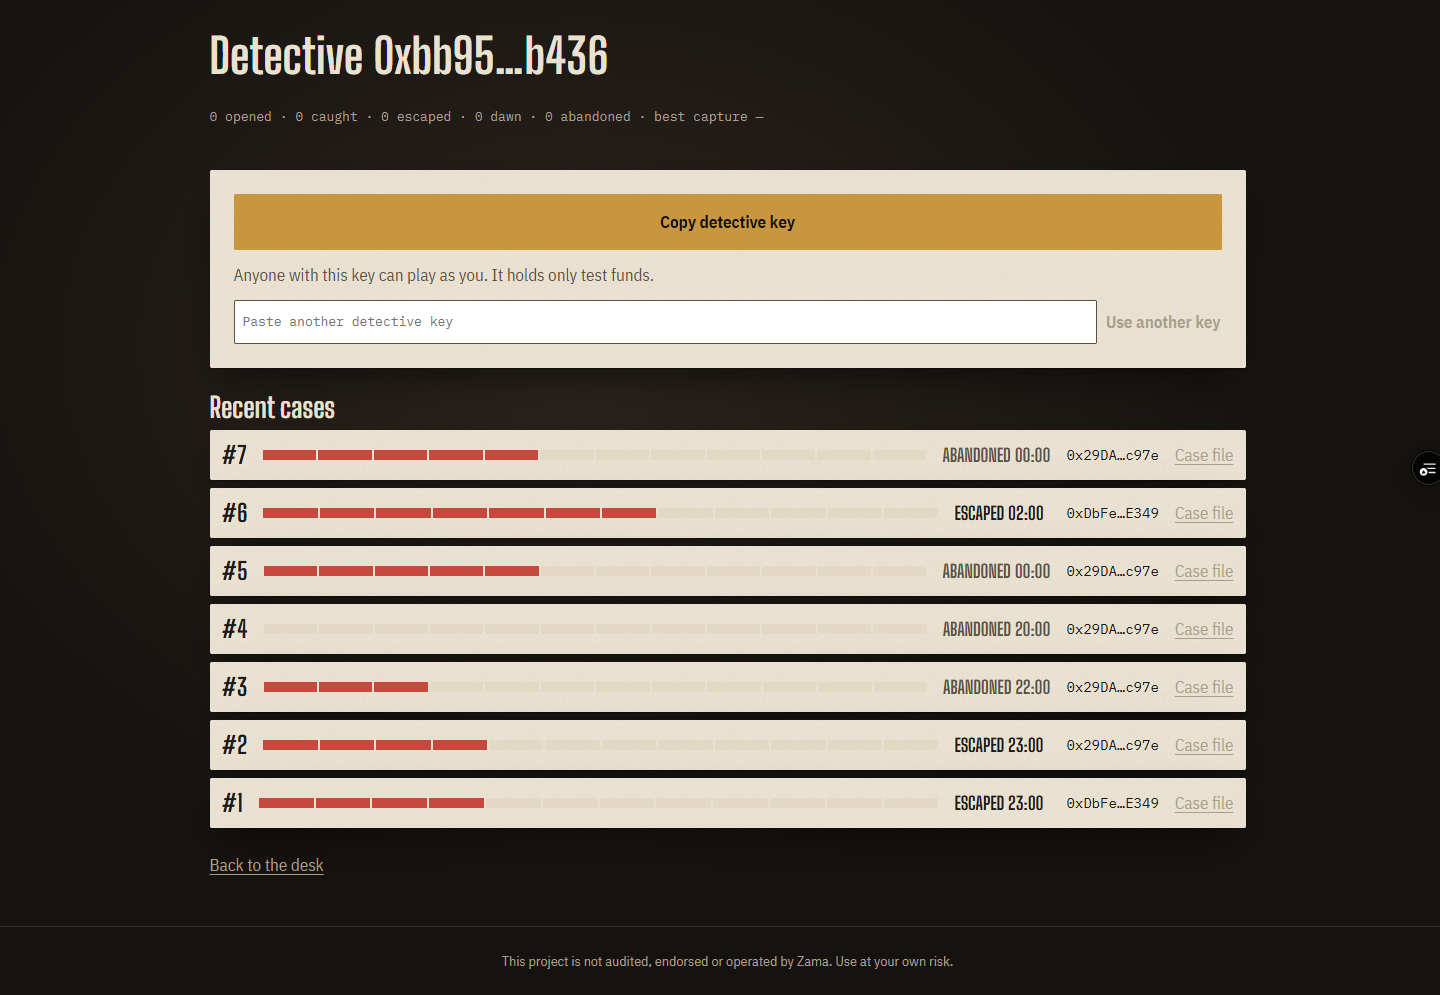 Detective 0xbb95…b436
0 opened · 0 caught · 0 escaped · 0 dawn · 0 abandoned · best capture —
Copy detective key
Anyone with this key can play as you. It holds only test funds.
Paste another detective key Use another key
Recent cases
#7 ABANDONED 00:00 0x29DA…c97e Case file
#6 ESCAPED 02:00 0xDbFe…E349 Case file
#5 ABANDONED 00:00 0x29DA…c97e Case file
#4 ABANDONED 20:00 0x29DA…c97e Case file
#3 ABANDONED 22:00 0x29DA…c97e Case file
#2 ESCAPED 23:00 0x29DA…c97e Case file
#1 ESCAPED 23:00 0xDbFe…E349 Case file
Back to the desk
This project is not audited, endorsed or operated by Zama. Use at your own risk.